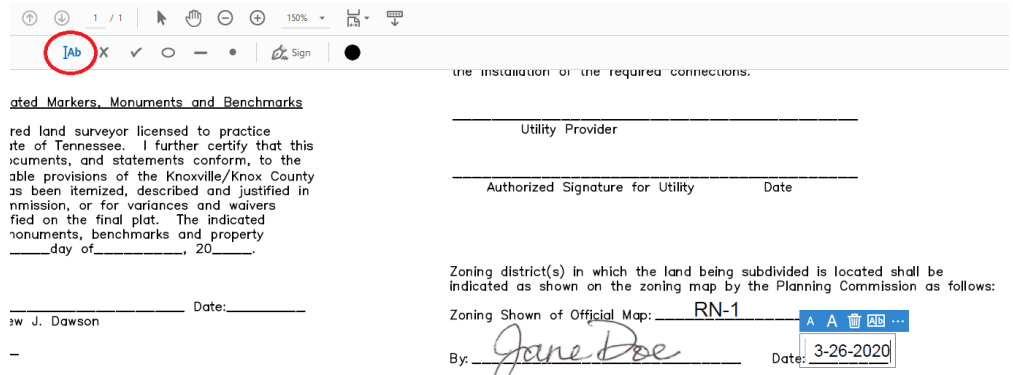 1 / 1 150%
Ab Sign
ated Markers, Monuments and Benchmarks
red land surveyor licensed to practice
ate of Tennessee. I further certify that this
ocuments, and statements conform, to the
able provisions of the Knoxville/Knox County
as been itemized, described and justified in
mmission, or for variances and waivers
fied on the final plat. The indicated
monuments, benchmarks and property
_____day of___________, 20_____.
Date:__________
ew J. Dawson
the installation of the required connections.
Utility Provider
Authorized Signature for Utility Date
Zoning district(s) in which the land being subdivided is located shall be
indicated as shown on the zoning map by the Planning Commission as follows:
Zoning Shown of Official Map: RN-1
A A Ab ...
By: Jane Doe Date: 3-26-2020